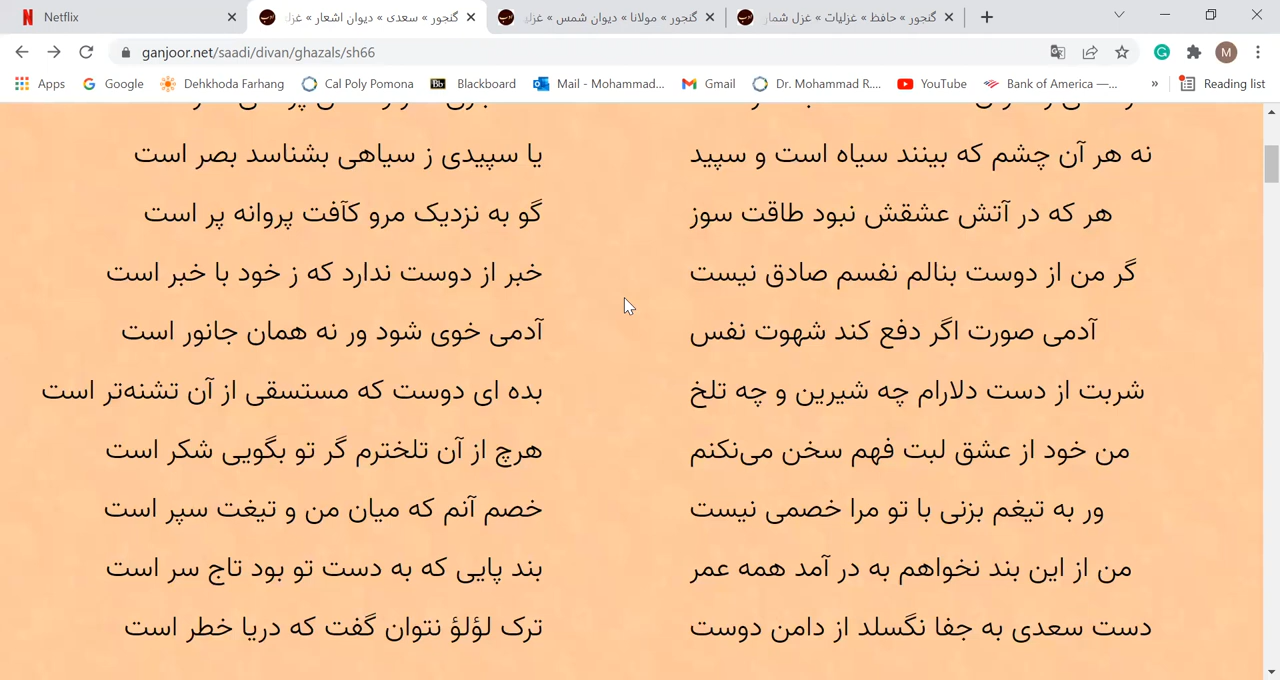 Netflix
گنجور » سعدی » دیوان اشعار » غزل
گنجور » مولانا » دیوان شمس » غزل
گنجور » حافظ » غزلیات » غزل شمار
ganjoor.net/saadi/divan/ghazals/sh66
Apps Google Dehkhoda Farhang Cal Poly Pomona Blackboard Mail - Mohammad... Gmail Dr. Mohammad R.... YouTube Bank of America —... » Reading list
نه هر آن چشم که بینند سیاه است و سپید
یا سپیدی ز سیاهی بشناسد بصر است
هر که در آتش عشقش نبود طاقت سوز
گو به نزدیک مرو کآفت پروانه پر است
گر من از دوست بنالم نفسم صادق نیست
خبر از دوست ندارد که ز خود با خبر است
آدمی صورت اگر دفع کند شهوت نفس
آدمی خوی شود ور نه همان جانور است
شربت از دست دلارام چه شیرین و چه تلخ
بده ای دوست که مستسقی از آن تشنه‌تر است
من خود از عشق لبت فهم سخن می‌نکنم
هرچ از آن تلخترم گر تو بگویی شکر است
ور به تیغم بزنی با تو مرا خصمی نیست
خصم آنم که میان من و تیغت سپر است
من از این بند نخواهم به در آمد همه عمر
بند پایی که به دست تو بود تاج سر است
دست سعدی به جفا نگسلد از دامن دوست
ترک لؤلؤ نتوان گفت که دریا خطر است